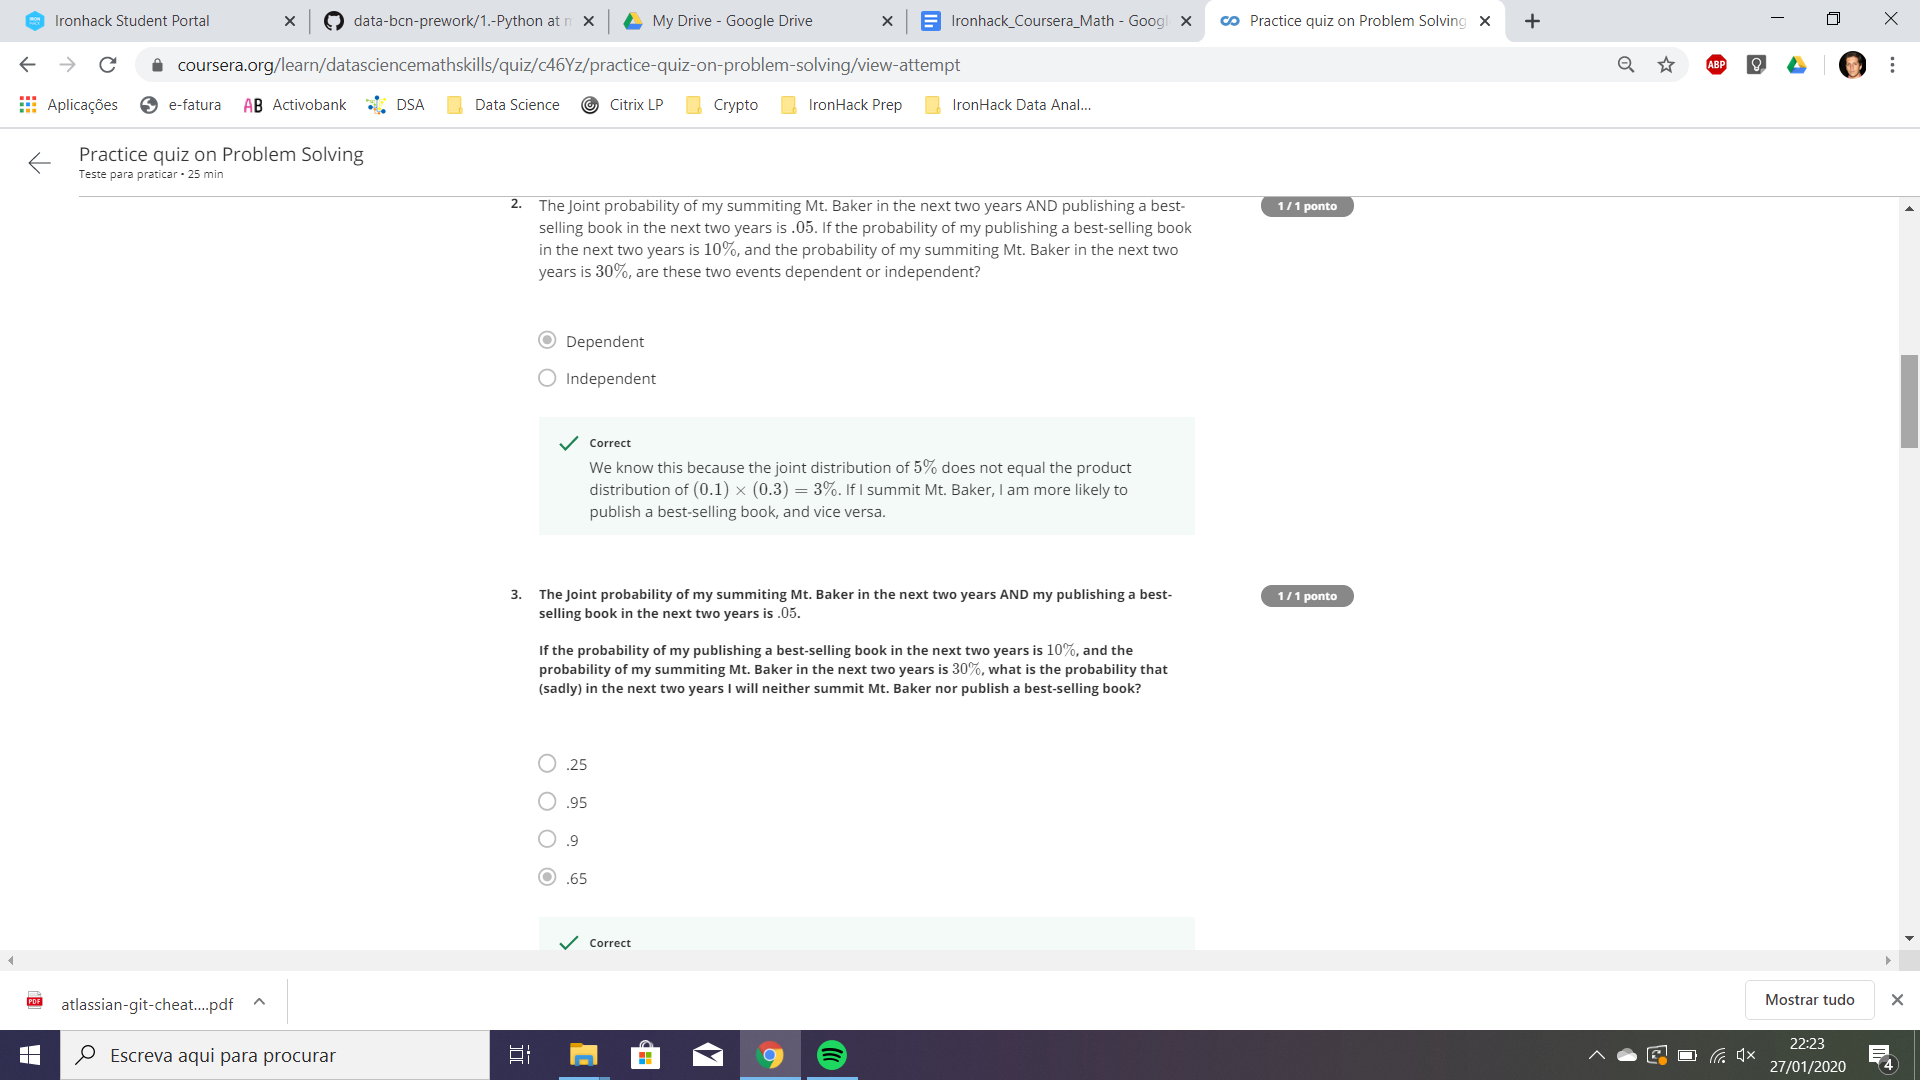 Ironhack Student Portal
data-bcn-prework/1.-Python at m
My Drive - Google Drive
Ironhack_Coursera_Math - Googl
Practice quiz on Problem Solving
coursera.org/learn/datasciencemathskills/quiz/c46Yz/practice-quiz-on-problem-solving/view-attempt
ABP
Aplicações
e-fatura
AB Activobank
DSA
Data Science
Citrix LP
Crypto
IronHack Prep
IronHack Data Anal...
Practice quiz on Problem Solving
Teste para praticar • 25 min
2. The Joint probability of my summiting Mt. Baker in the next two years AND publishing a best-
selling book in the next two years is .05. If the probability of my publishing a best-selling book
in the next two years is 10%, and the probability of my summiting Mt. Baker in the next two
years is 30%, are these two events dependent or independent?
1 / 1 ponto
Dependent
Independent
Correct
We know this because the joint distribution of 5% does not equal the product
distribution of (0.1) × (0.3) = 3%. If I summit Mt. Baker, I am more likely to
publish a best-selling book, and vice versa.
3. The Joint probability of my summiting Mt. Baker in the next two years AND my publishing a best-
selling book in the next two years is .05.
1 / 1 ponto
If the probability of my publishing a best-selling book in the next two years is 10%, and the
probability of my summiting Mt. Baker in the next two years is 30%, what is the probability that
(sadly) in the next two years I will neither summit Mt. Baker nor publish a best-selling book?
.25
.95
.9
.65
Correct
PDF
atlassian-git-cheat....pdf
Mostrar tudo
Escreva aqui para procurar
22:23
27/01/2020
4